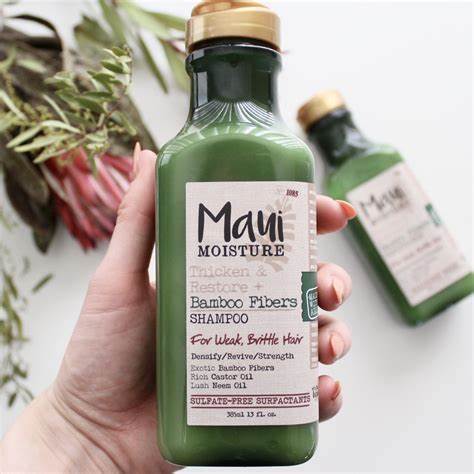 Maui
MOISTURE
Thicken &
Restore +
Bamboo Fibers
SHAMPOO
For Weak, Brittle Hair
Densify/Revive/Strength
Exotic Bamboo Fibers
Rich Castor Oil
Lush Neem Oil
SULFATE-FREE SURFACTANTS
385ml 13 fl. oz.
Maui